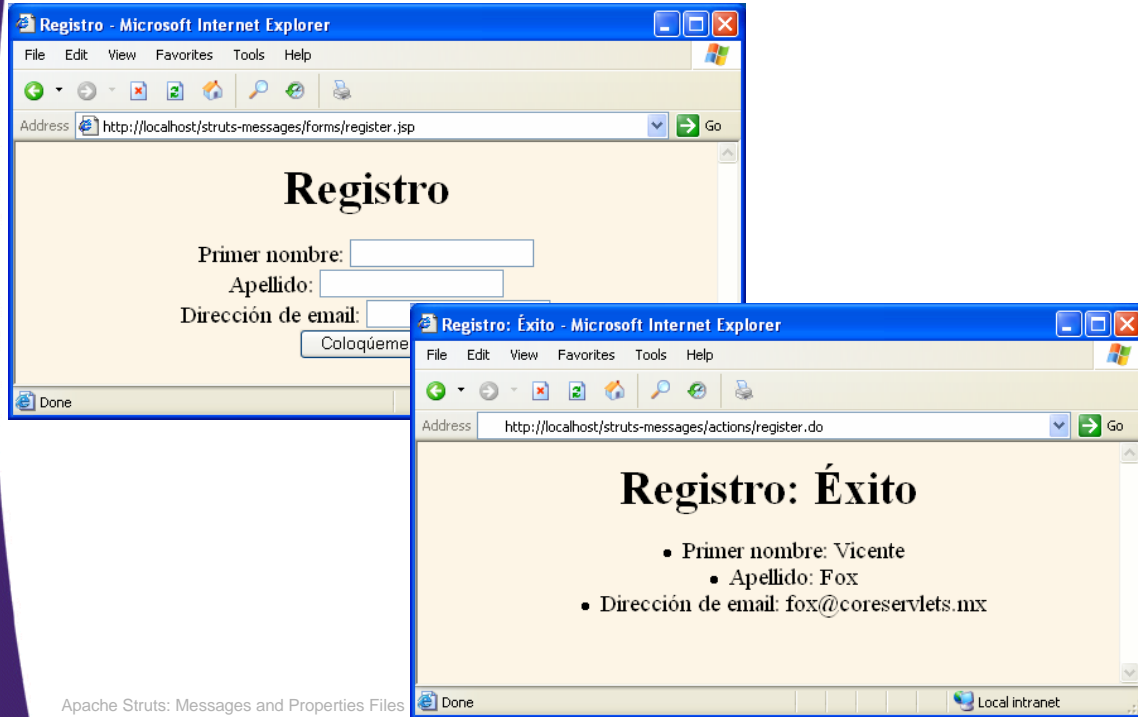 Registro - Microsoft Internet Explorer
File Edit View Favorites Tools Help
Address http://localhost/struts-messages/forms/register.jsp Go
Registro
Primer nombre:
Apellido:
Dirección de email:
Coloqúeme
Done
Registro: Éxito - Microsoft Internet Explorer
File Edit View Favorites Tools Help
Address http://localhost/struts-messages/actions/register.do Go
Registro: Éxito
• Primer nombre: Vicente
• Apellido: Fox
• Dirección de email: fox@coreservlets.mx
Done Local intranet
Apache Struts: Messages and Properties Files